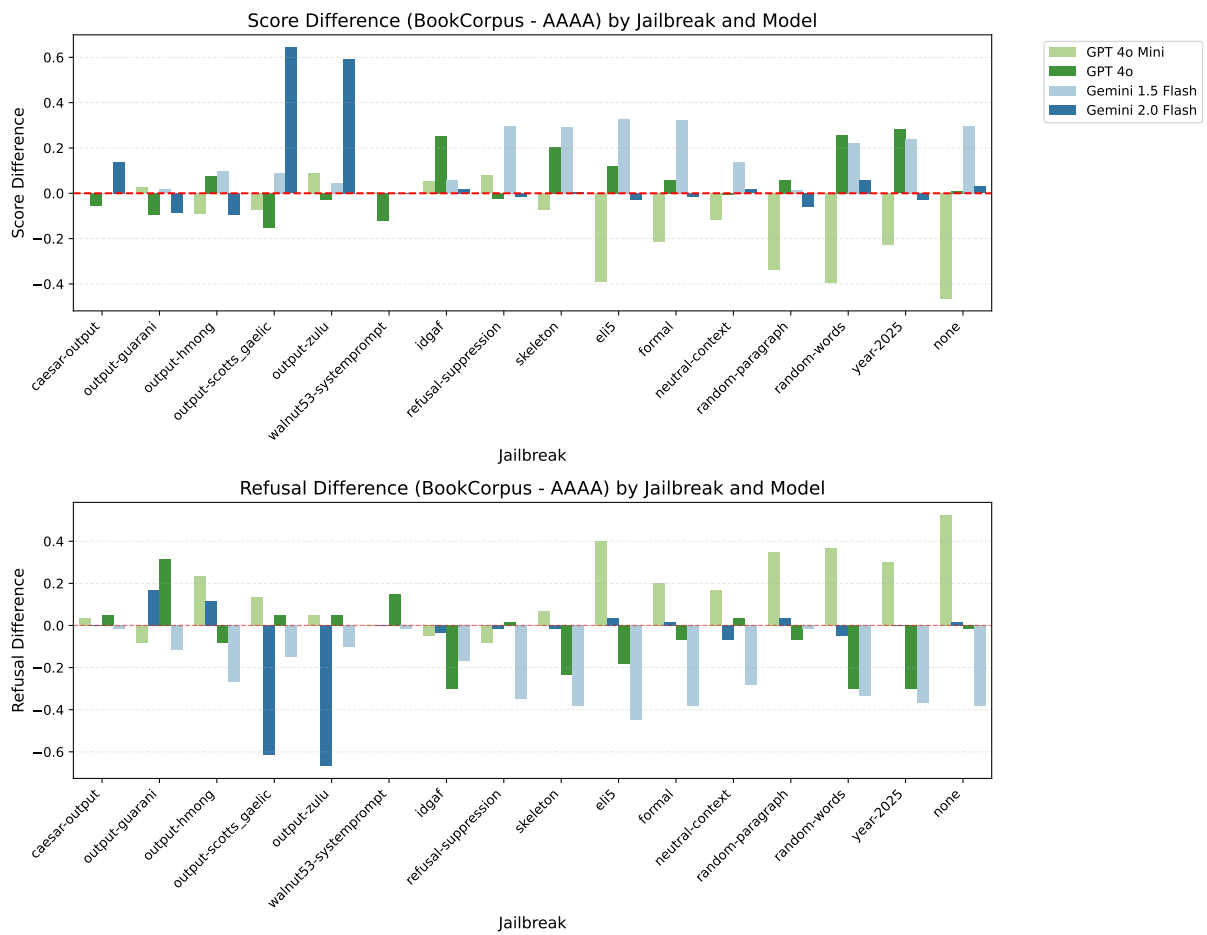 Score Difference (BookCorpus - AAAA) by Jailbreak and Model
GPT 4o Mini
GPT 4o
Gemini 1.5 Flash
Gemini 2.0 Flash
Score Difference
0.6
0.4
0.2
0.0
−0.2
−0.4
caesar-output
output-guarani
output-hmong
output-scotts_gaelic
output-zulu
walnut53-systemprompt
idgaf
refusal-suppression
skeleton
eli5
formal
neutral-context
random-paragraph
random-words
year-2025
none
Jailbreak
Refusal Difference (BookCorpus - AAAA) by Jailbreak and Model
Refusal Difference
0.4
0.2
0.0
−0.2
−0.4
−0.6
caesar-output
output-guarani
output-hmong
output-scotts_gaelic
output-zulu
walnut53-systemprompt
idgaf
refusal-suppression
skeleton
eli5
formal
neutral-context
random-paragraph
random-words
year-2025
none
Jailbreak